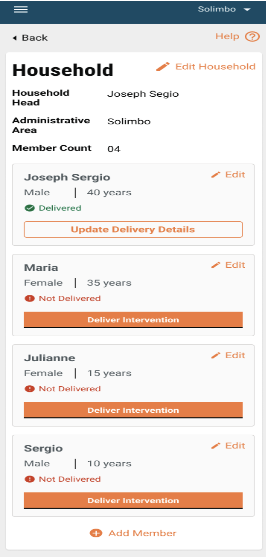 Solimbo
Back
Help
Household
Edit Household
Household Head
Joseph Segio
Administrative Area
Solimbo
Member Count
04
Joseph Sergio
Edit
Male | 40 years
Delivered
Update Delivery Details
Maria
Edit
Female | 35 years
Not Delivered
Deliver Intervention
Julianne
Edit
Female | 15 years
Not Delivered
Deliver Intervention
Sergio
Edit
Male | 10 years
Not Delivered
Deliver Intervention
Add Member